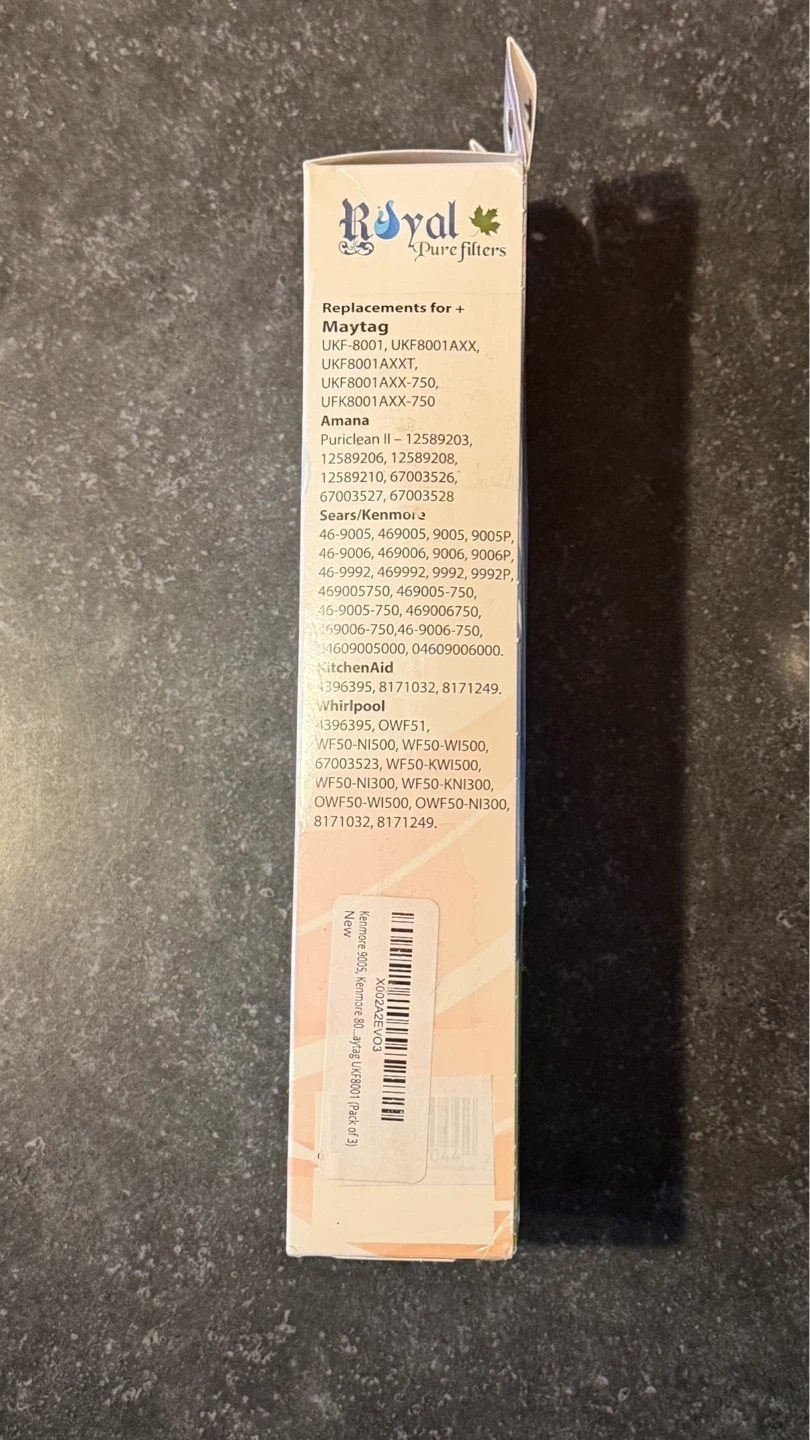 Royal
Pure filters
Replacements for +
Maytag
UKF-8001, UKF8001AXX,
UKF8001AXXT,
UKF8001AXX-750,
UFK8001AXX-750
Amana
Puriclean II – 12589203,
12589206, 12589208,
12589210, 67003526,
67003527, 67003528
Sears/Kenmore
46-9005, 469005, 9005, 9005P,
46-9006, 469006, 9006, 9006P,
46-9992, 469992, 9992, 9992P,
469005750, 469005-750,
46-9005-750, 469006750,
469006-750,46-9006-750,
04609005000, 04609006000.
KitchenAid
4396395, 8171032, 8171249.
Whirlpool
4396395, OWF51,
WF50-NI500, WF50-WI500,
67003523, WF50-KWI500,
WF50-NI300, WF50-KNI300,
OWF50-WI500, OWF50-NI300,
8171032, 8171249.
X002A2EVO3
Kenmore 9005, Kenmore 80...aytag UKF8001 (Pack of 3)
New